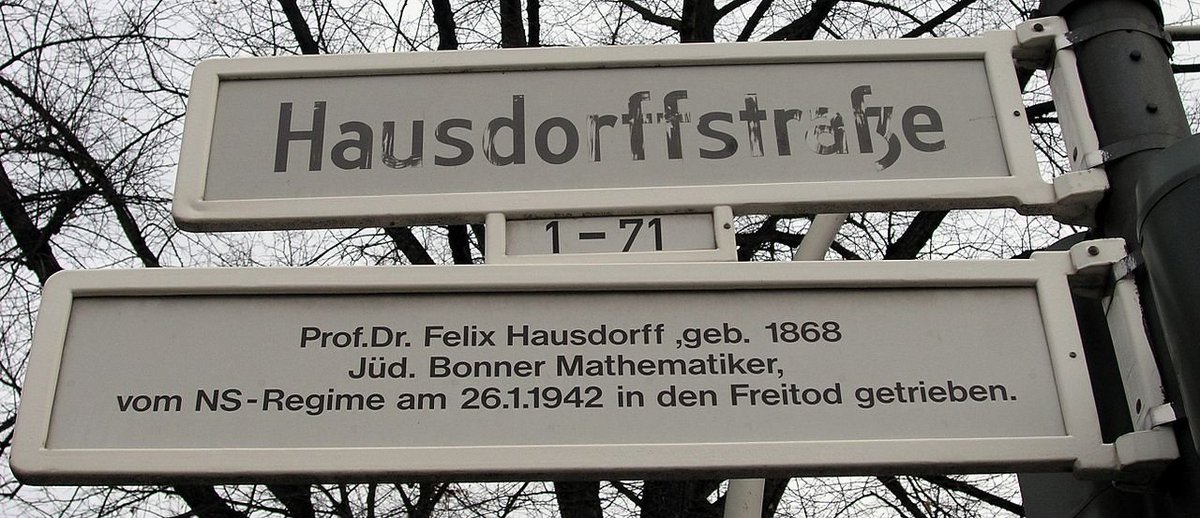 Hausdorffstraße
1-71
Prof.Dr. Felix Hausdorff ,geb. 1868
Jüd. Bonner Mathematiker,
vom NS-Regime am 26.1.1942 in den Freitod getrieben.